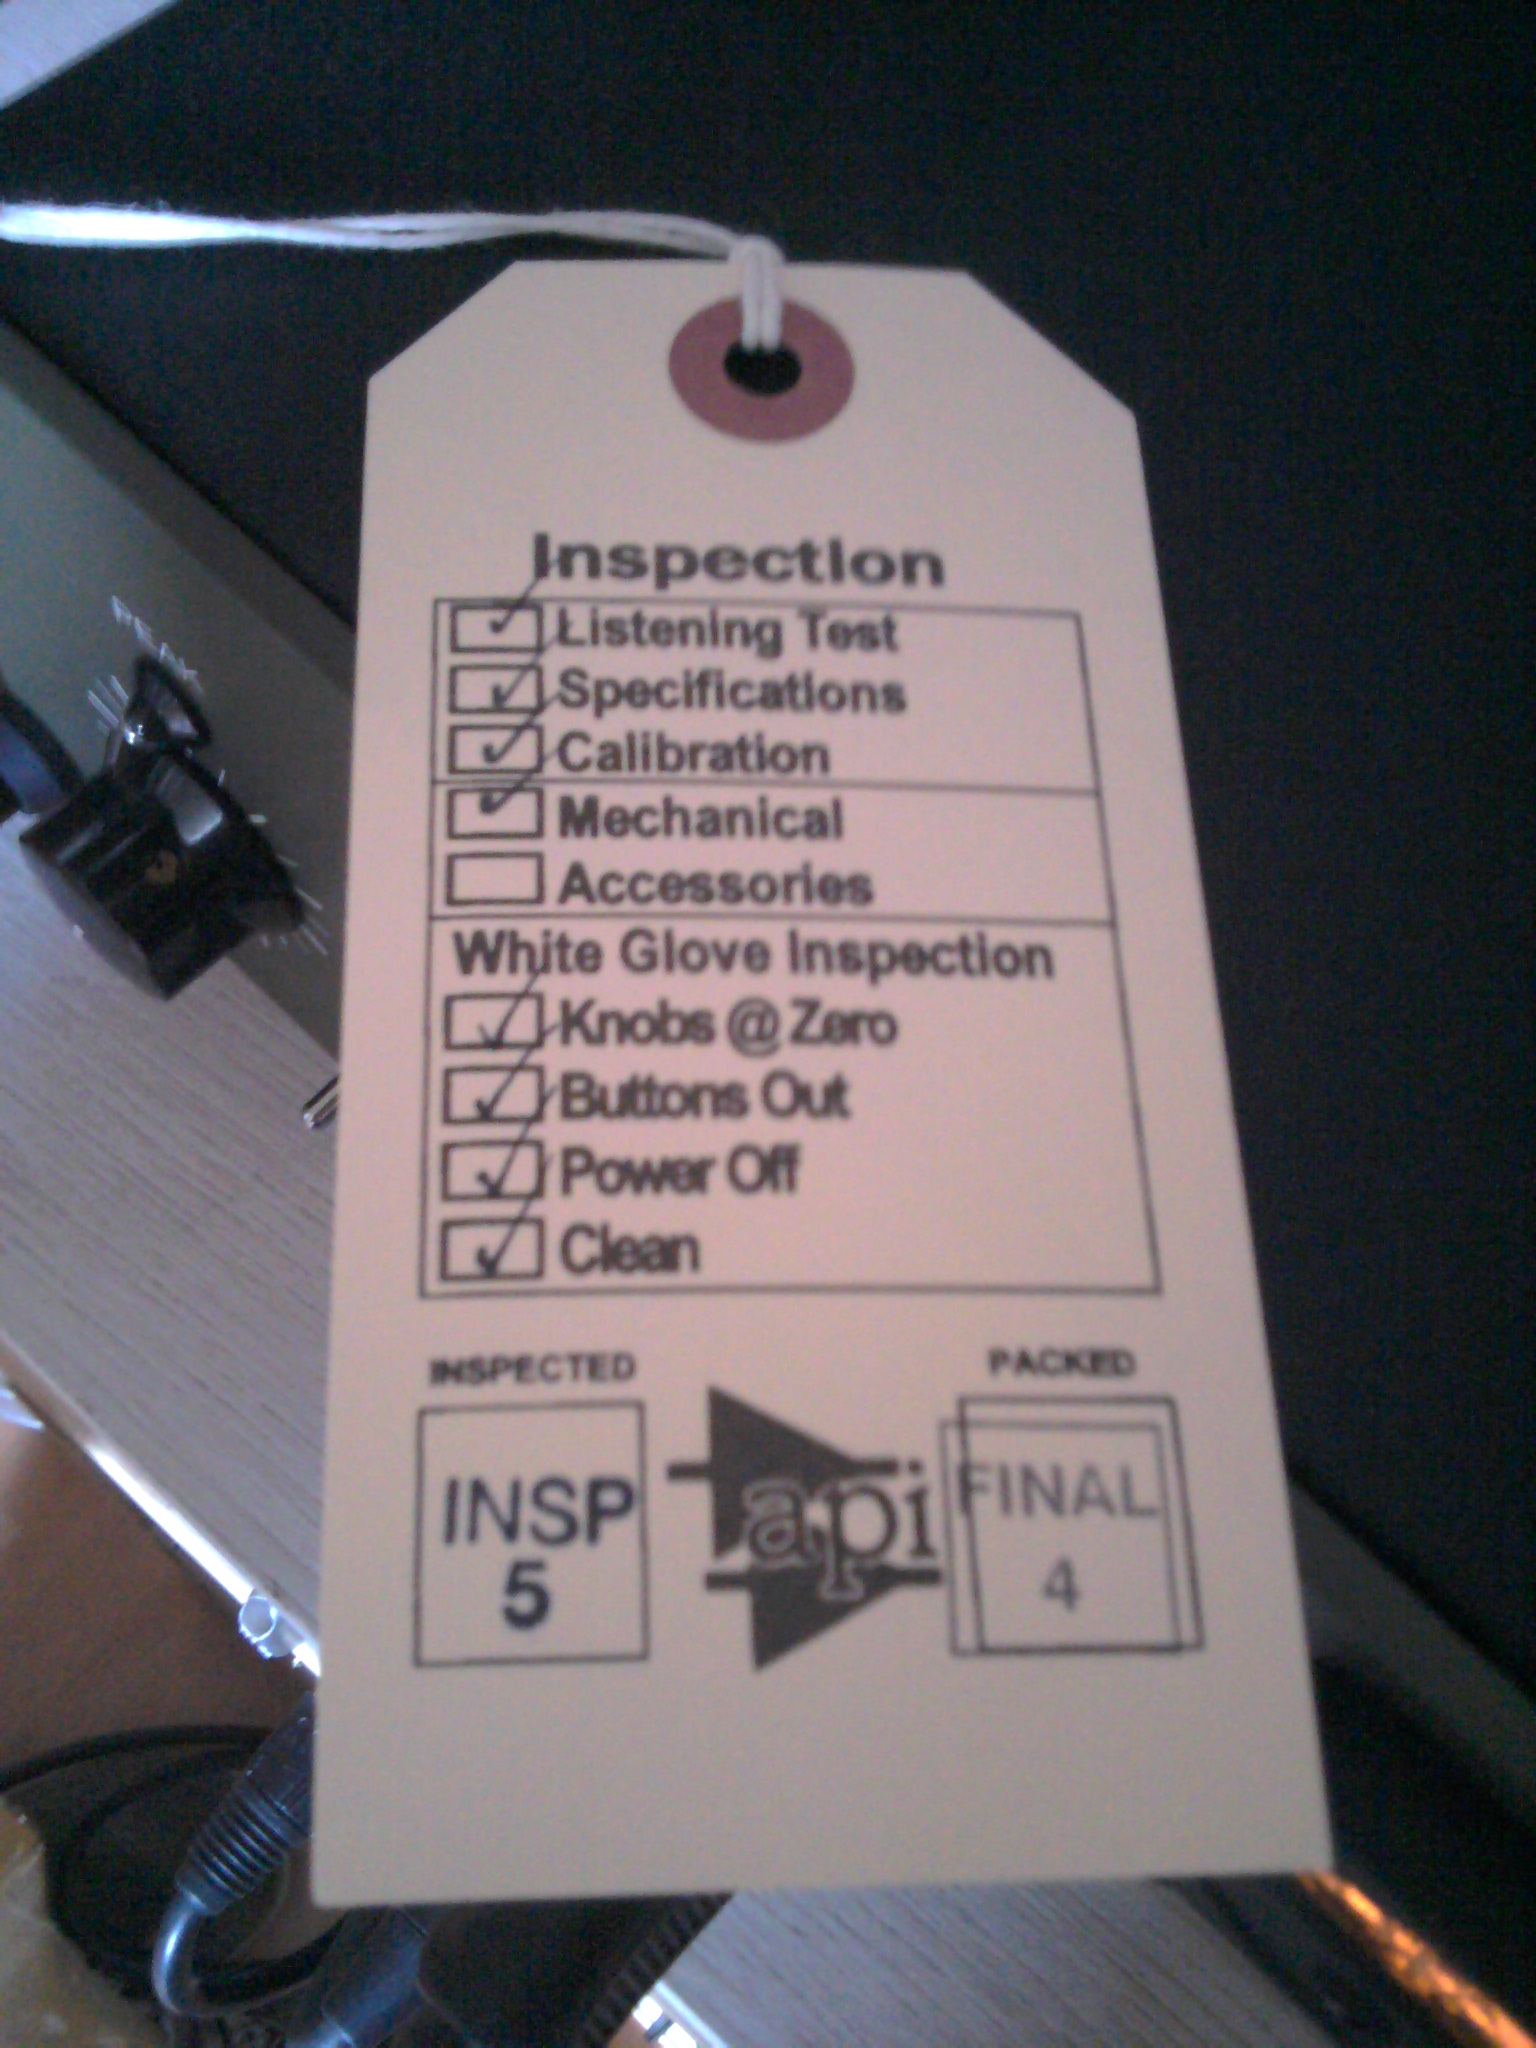 PEAK
Inspection
Listening Test
Specifications
Calibration
Mechanical
Accessories
White Glove Inspection
Knobs @ Zero
Buttons Out
Power Off
Clean
INSPECTED
PACKED
INSP
5
api
FINAL
4